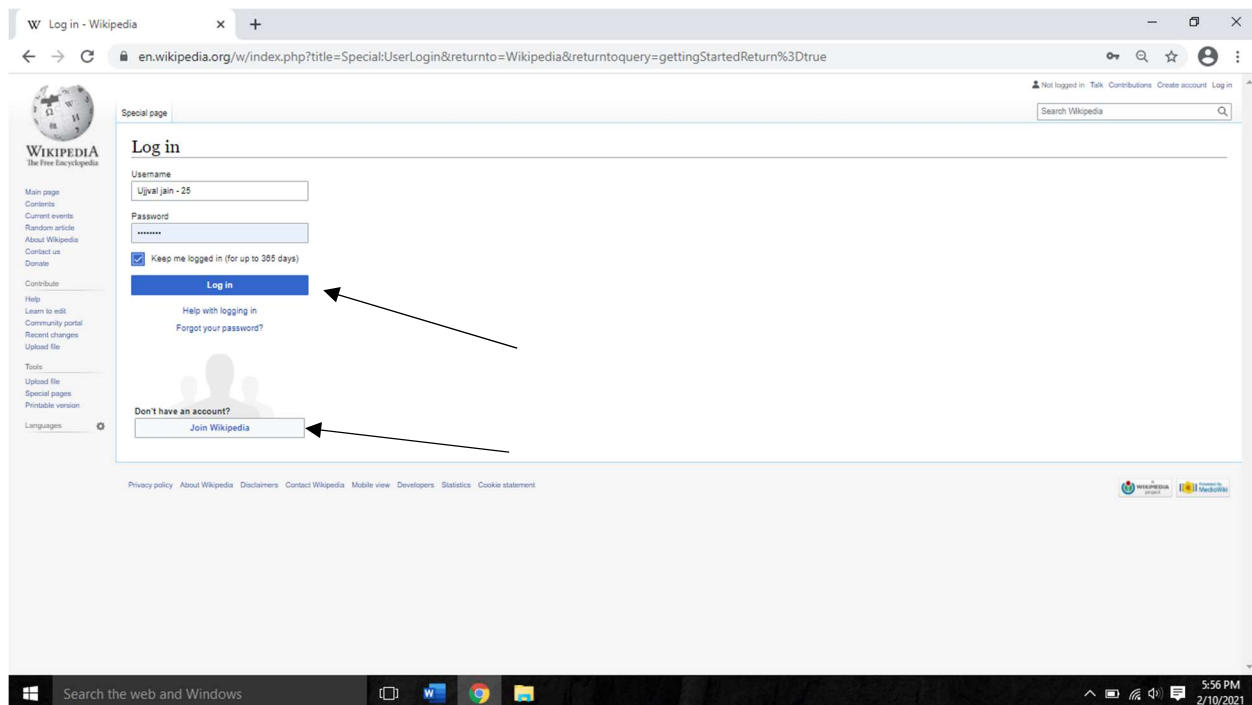 W Log in - Wikipedia
en.wikipedia.org/w/index.php?title=Special:UserLogin&returnto=Wikipedia&returntoquery=gettingStartedReturn%3Dtrue
Not logged in Talk Contributions Create account Log in
Special page
Search Wikipedia
WIKIPEDIA
The Free Encyclopedia
Main page
Contents
Current events
Random article
About Wikipedia
Contact us
Donate
Contribute
Help
Learn to edit
Community portal
Recent changes
Upload file
Tools
Upload file
Special pages
Printable version
Languages
Log in
Username
Ujjval jain - 25
Password
••••••••
Keep me logged in (for up to 365 days)
Log in
Help with logging in
Forgot your password?
Don't have an account?
Join Wikipedia
Privacy policy About Wikipedia Disclaimers Contact Wikipedia Mobile view Developers Statistics Cookie statement
A
WIKIMEDIA
project
Powered By
MediaWiki
Search the web and Windows
5:56 PM
2/10/2021